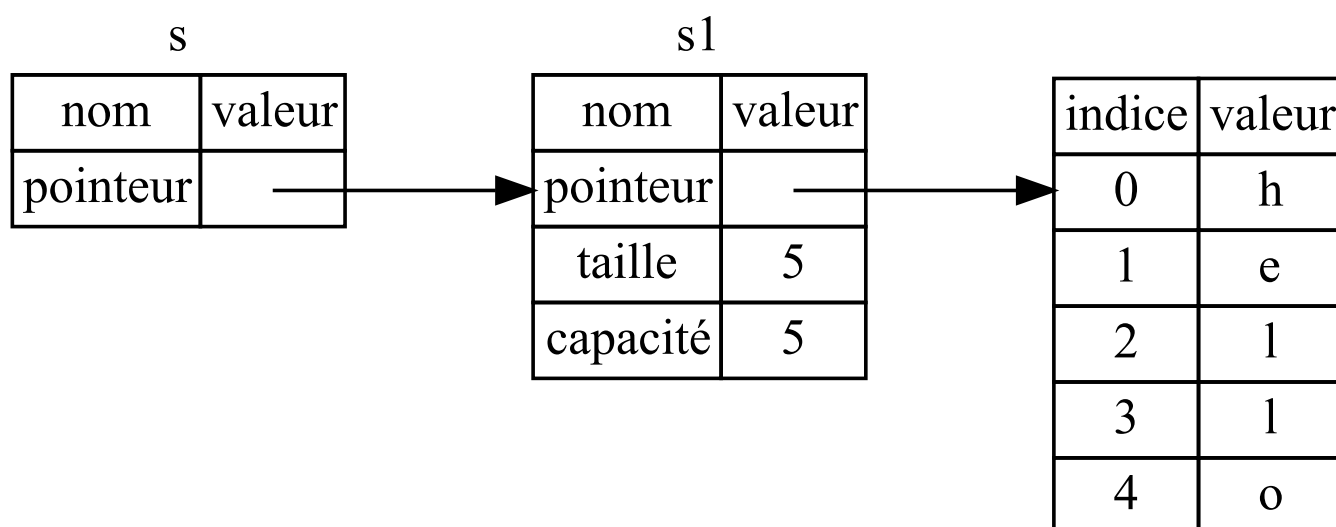 s
nom valeur
pointeur
s1
nom valeur
pointeur
taille 5
capacité 5
indice valeur
0 h
1 e
2 l
3 l
4 o